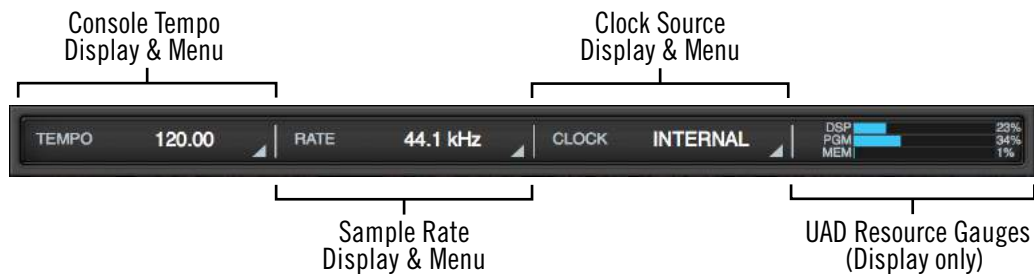 Console Tempo
Display & Menu
Clock Source
Display & Menu
TEMPO 120.00 RATE 44.1 kHz CLOCK INTERNAL
DSP 23%
PGM 34%
MEM 1%
Sample Rate
Display & Menu
UAD Resource Gauges
(Display only)